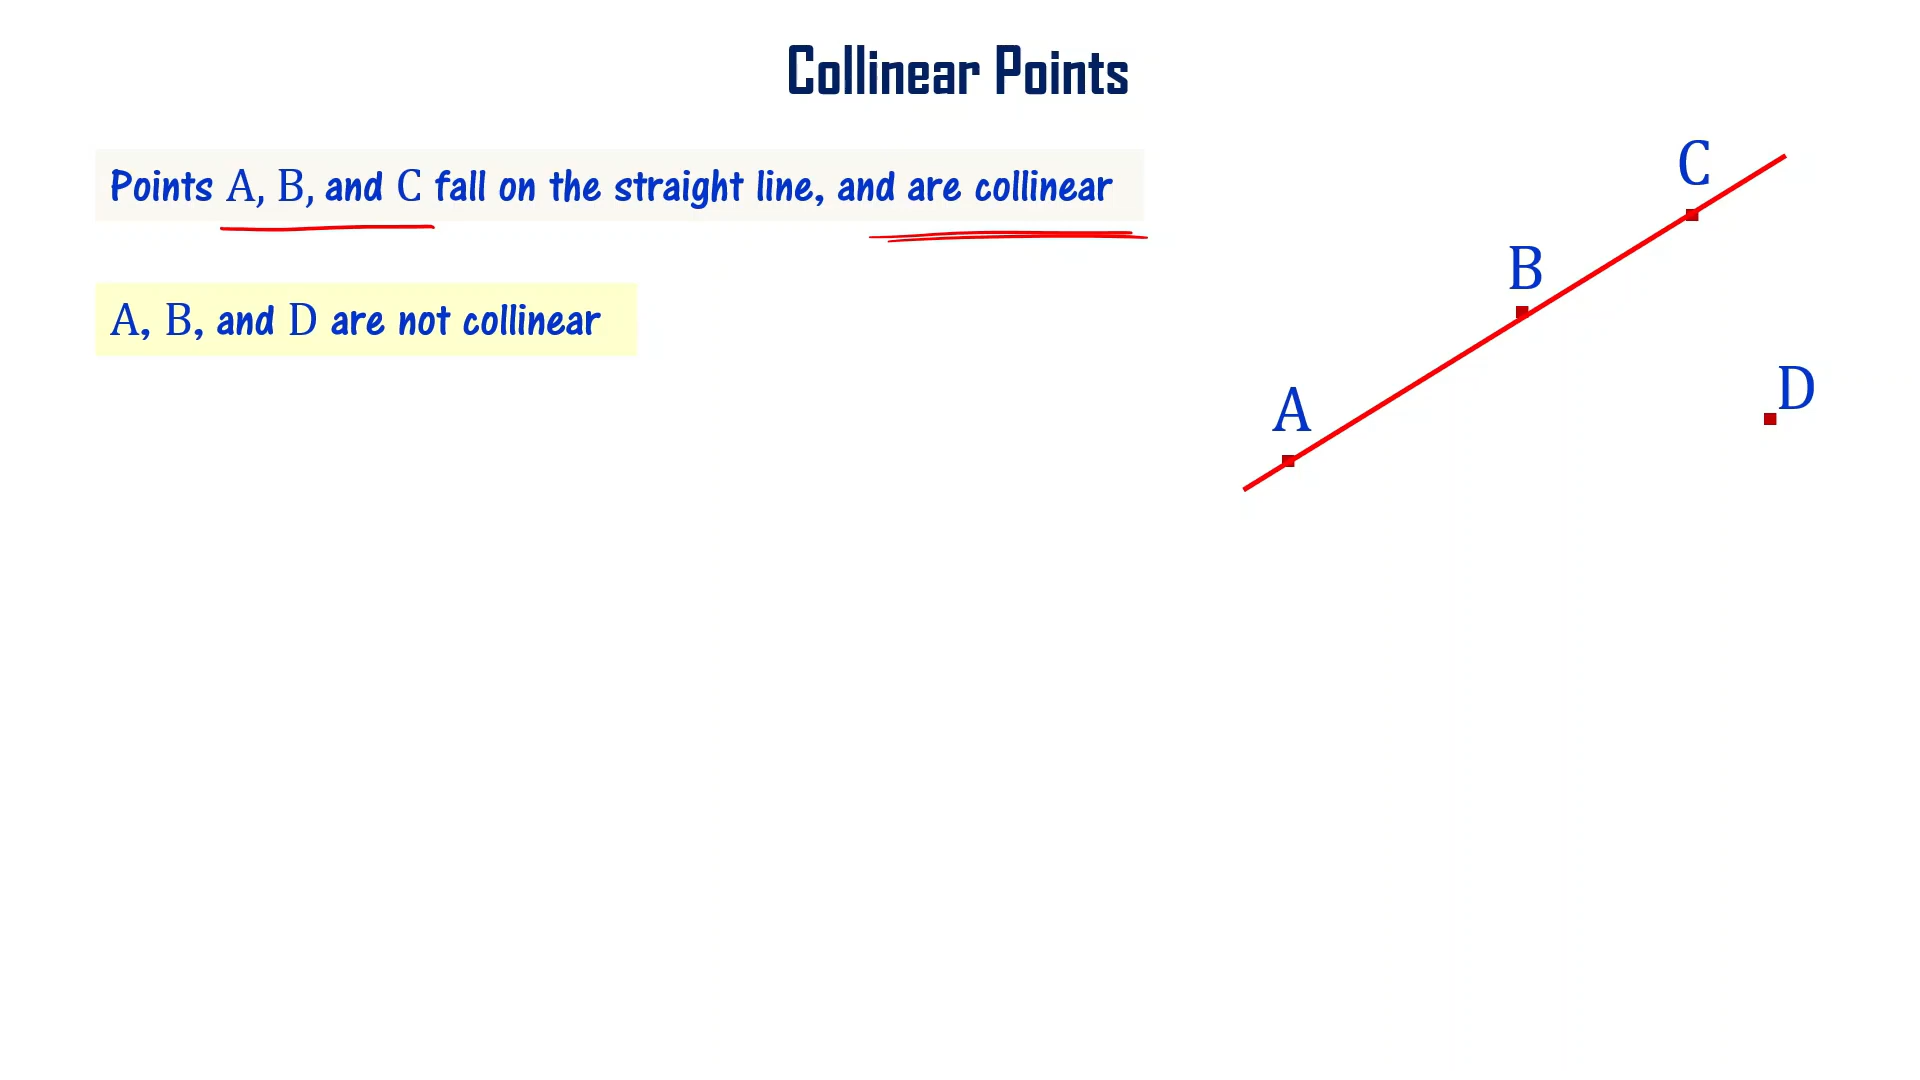 Collinear Points
Points A, B, and C fall on the straight line, and are collinear
A, B, and D are not collinear
C
B
D
A